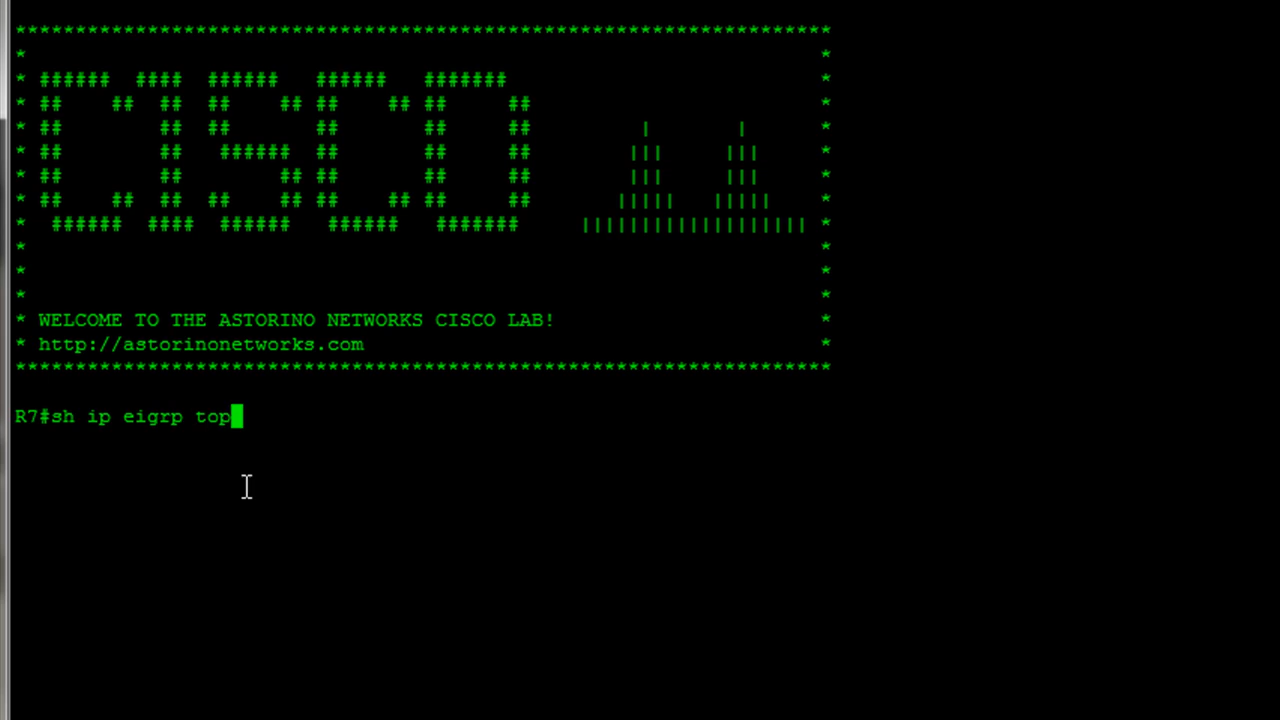 ********************************************************************
*                                                                  *
* ######  #### ######   ######   #######                           *
* ##    ##  ## ##    ## ##    ## ##     ##                         *
* ##        ## ##       ##       ##     ##         |       |       *
* ##        ##  ###### ##       ##     ##        |||     |||      *
* ##        ##      ## ##       ##     ##        |||     |||      *
* ##    ##  ## ##    ## ##    ## ##     ##       |||||   |||||     *
*  ######  ####  ######   ######   #######     ||||||||||||||||||| *
*                                                                  *
*                                                                  *
*                                                                  *
* WELCOME TO THE ASTORINO NETWORKS CISCO LAB!                      *
* http://astorinonetworks.com                                      *
********************************************************************
R7#sh ip eigrp top